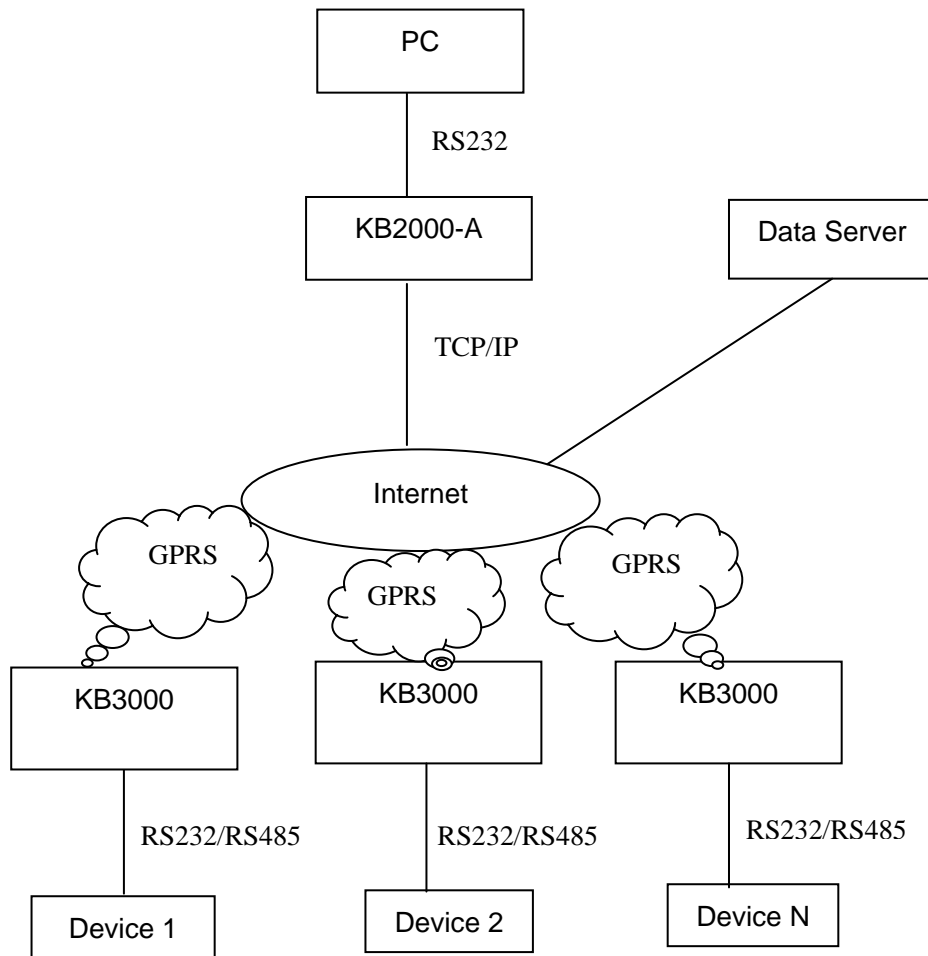 PC
RS232
KB2000-A
Data Server
TCP/IP
Internet
GPRS
GPRS
GPRS
KB3000
KB3000
KB3000
RS232/RS485
RS232/RS485
RS232/RS485
Device 1
Device 2
Device N